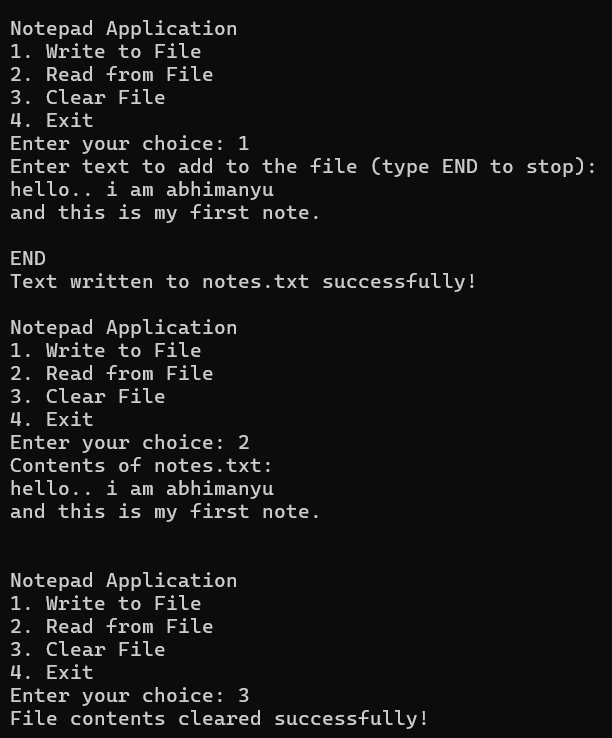 Notepad Application
1. Write to File
2. Read from File
3. Clear File
4. Exit
Enter your choice: 1
Enter text to add to the file (type END to stop):
hello.. i am abhimanyu
and this is my first note.

END
Text written to notes.txt successfully!

Notepad Application
1. Write to File
2. Read from File
3. Clear File
4. Exit
Enter your choice: 2
Contents of notes.txt:
hello.. i am abhimanyu
and this is my first note.


Notepad Application
1. Write to File
2. Read from File
3. Clear File
4. Exit
Enter your choice: 3
File contents cleared successfully!